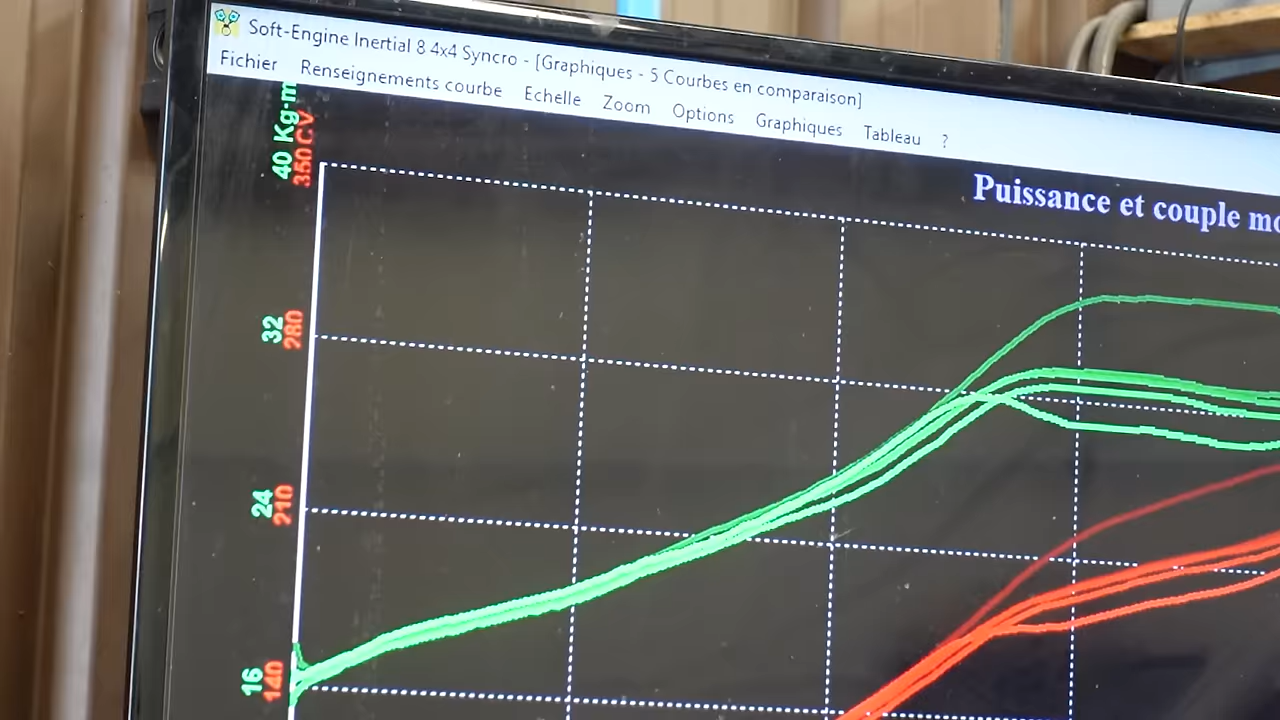 Soft-Engine Inertial 8 4x4 Syncro - [Graphiques - 5 Courbes en comparaison]
Fichier Renseignements courbe Echelle Zoom Options Graphiques Tableau ?
Puissance et couple mo
40 Kg·m
350 CV
32
280
24
210
16
140